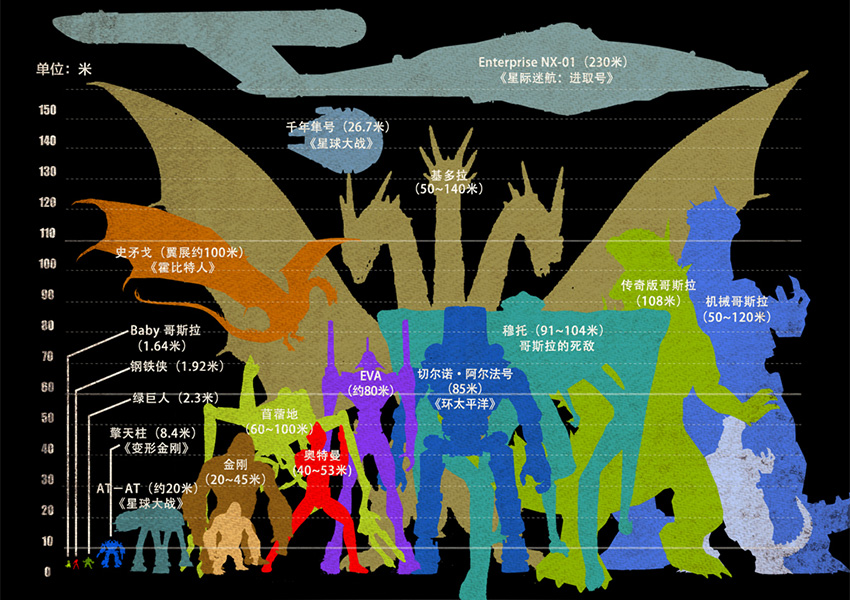 Enterprise NX-01（230米）
《星际迷航：进取号》
单位：米
150
140
130
120
110
100
90
80
70
60
50
40
30
20
10
0
千年隼号（26.7米）
《星球大战》
基多拉
（50~140米）
史矛戈（翼展约100米）
《霍比特人》
传奇版哥斯拉
（108米）
机械哥斯拉
（50~120米）
Baby 哥斯拉
（1.64米）
穆托（91~104米）
哥斯拉的死敌
钢铁侠（1.92米）
EVA
（约80米）
切尔诺·阿尔法号
（85米）
《环太平洋》
绿巨人（2.3米）
首蓿地
（60~100米）
擎天柱（8.4米）
《变形金刚》
金刚
（20~45米）
奥特曼
（40~53米）
AT－AT（约20米）
《星球大战》